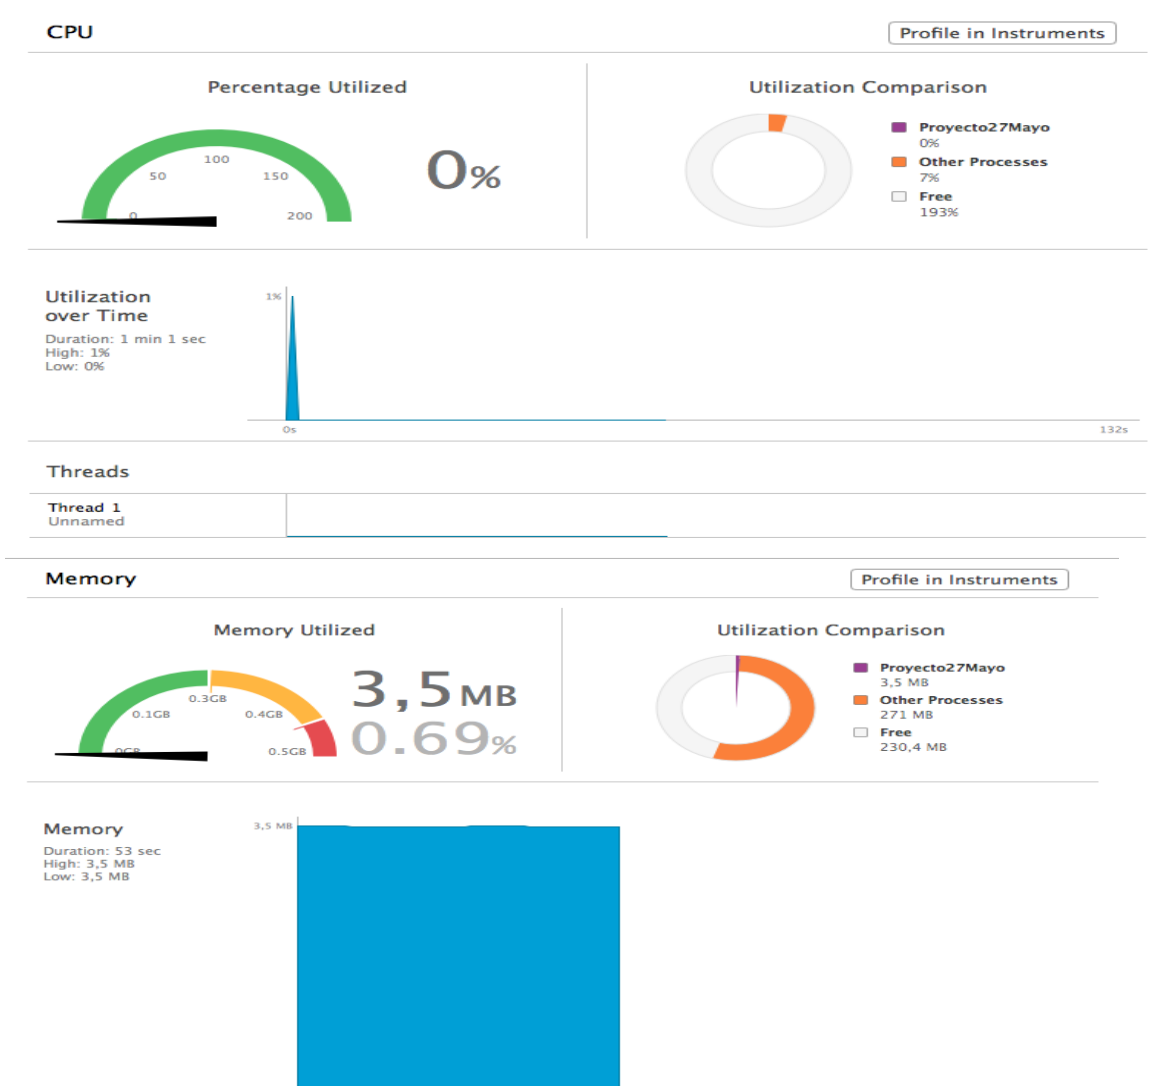 CPU
Profile in Instruments
Percentage Utilized
0
50
100
150
200
0%
Utilization Comparison
Proyecto27Mayo
0%
Other Processes
7%
Free
193%
Utilization
over Time
Duration: 1 min 1 sec
High: 1%
Low: 0%
1%
0s
132s
Threads
Thread 1
Unnamed
Memory
Profile in Instruments
Memory Utilized
0GB
0.1GB
0.3GB
0.4GB
0.5GB
3,5 MB
0.69%
Utilization Comparison
Proyecto27Mayo
3,5 MB
Other Processes
271 MB
Free
230,4 MB
Memory
Duration: 53 sec
High: 3,5 MB
Low: 3,5 MB
3,5 MB